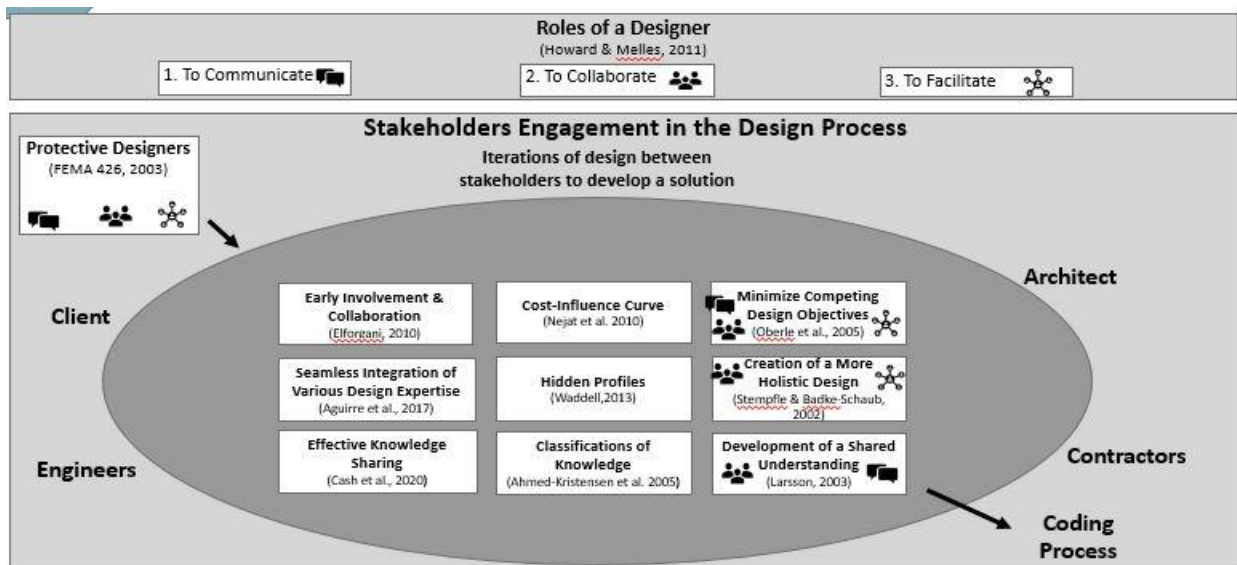 Roles of a Designer
(Howard & Melles, 2011)
1. To Communicate
2. To Collaborate
3. To Facilitate
Stakeholders Engagement in the Design Process
Iterations of design between
stakeholders to develop a solution
Protective Designers
(FEMA 426, 2003)
Client
Engineers
Architect
Contractors
Early Involvement &
Collaboration
(Elforgani, 2010)
Cost-Influence Curve
(Nejat et al. 2010)
Minimize Competing
Design Objectives
(Oberle et al., 2005)
Seamless Integration of
Various Design Expertise
(Aguirre et al., 2017)
Hidden Profiles
(Waddell,2013)
Creation of a More
Holistic Design
(Stempfle & Badke-Schaub,
2002)
Effective Knowledge
Sharing
(Cash et al., 2020)
Classifications of
Knowledge
(Ahmed-Kristensen et al. 2005)
Development of a Shared
Understanding
(Larsson, 2003)
Coding
Process